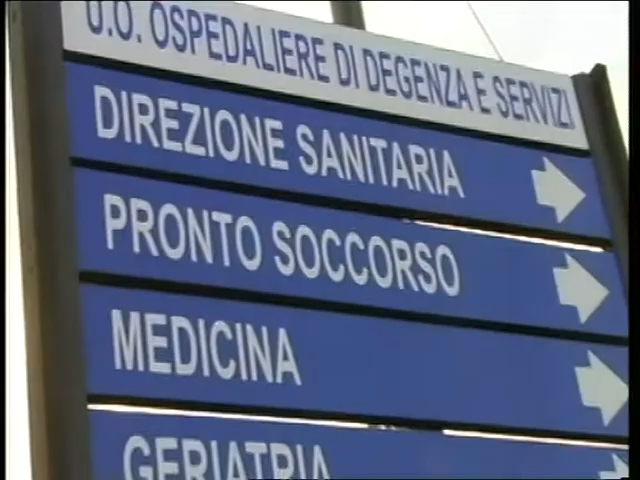 U.O. OSPEDALIERE DI DEGENZA E SERVIZI
DIREZIONE SANITARIA
PRONTO SOCCORSO
MEDICINA
GERIATRIA